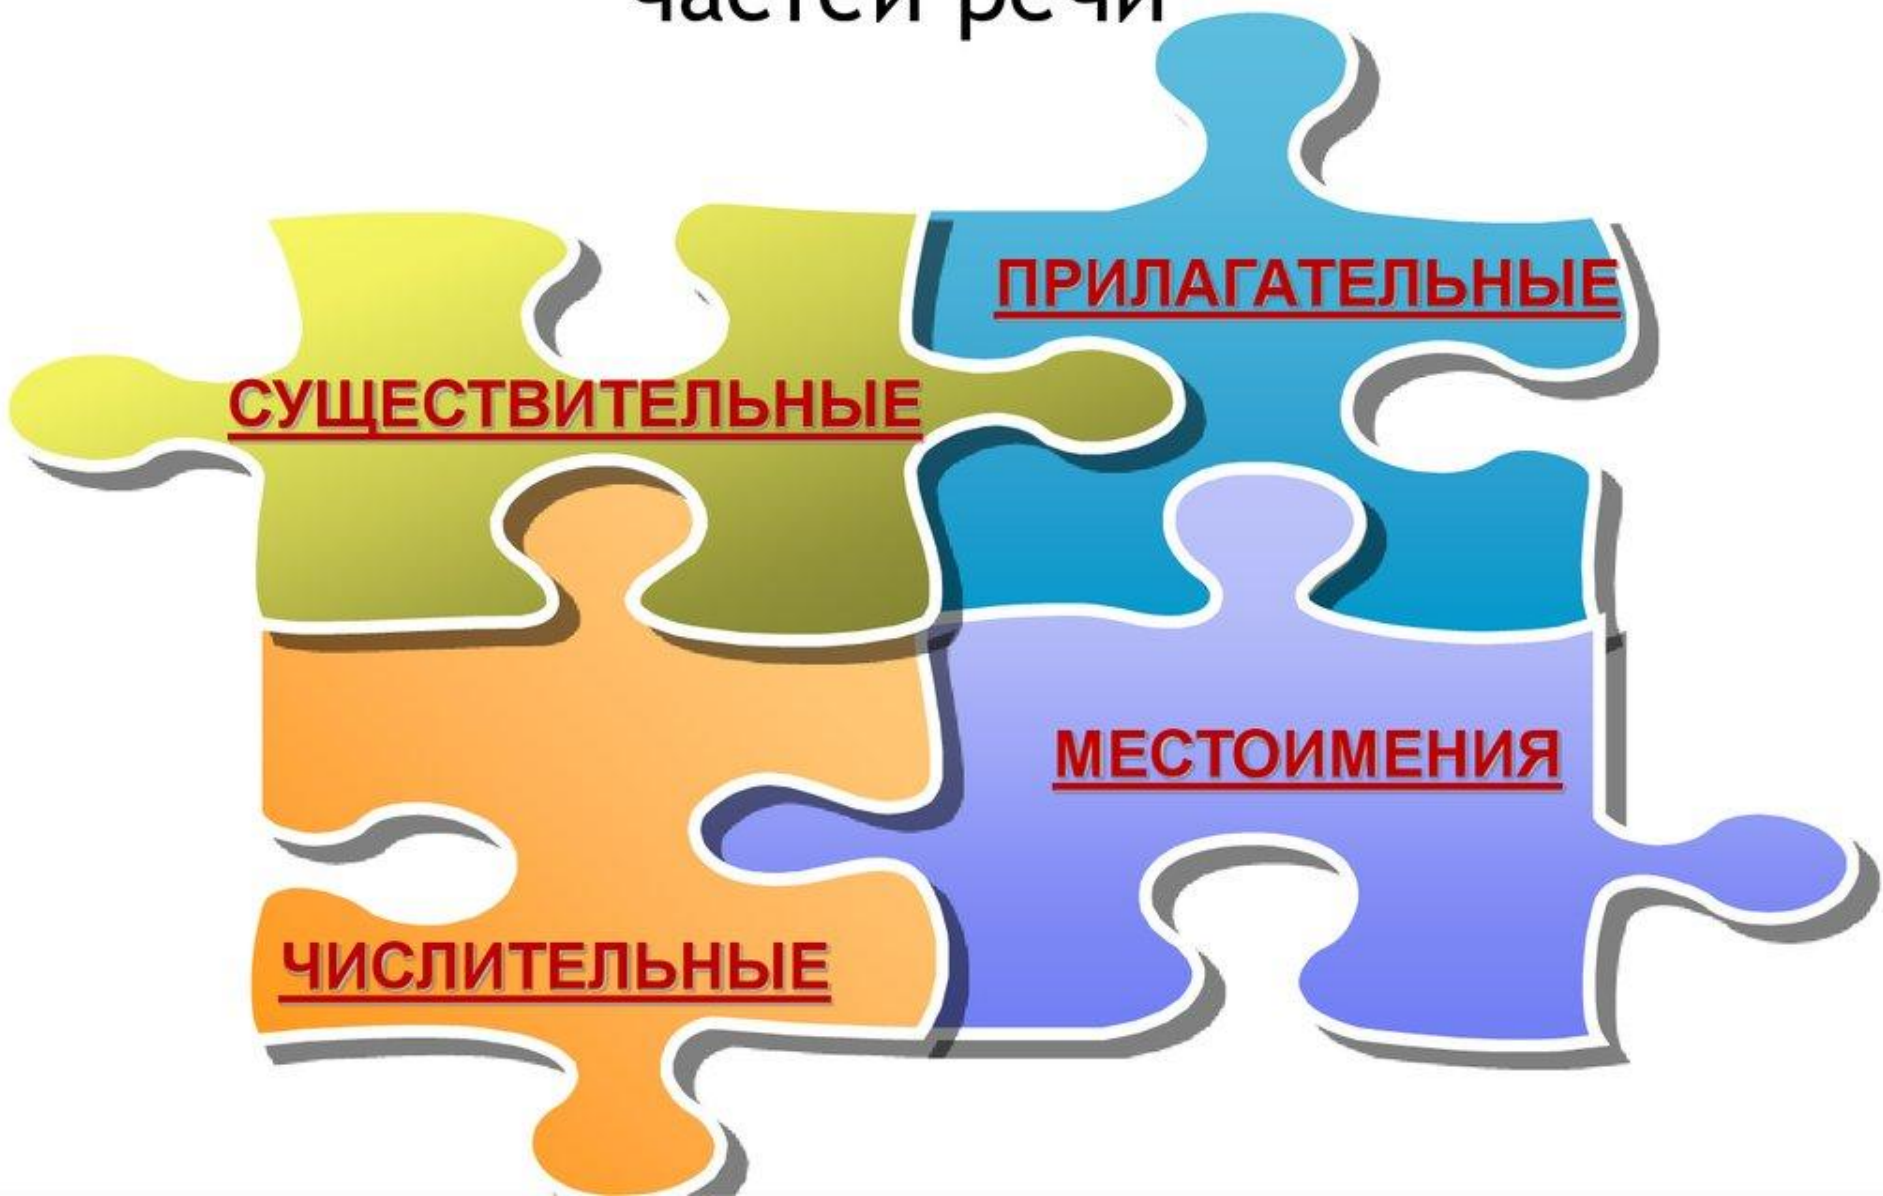 частей речи
ПРИЛАГАТЕЛЬНЫЕ
СУЩЕСТВИТЕЛЬНЫЕ
МЕСТОИМЕНИЯ
ЧИСЛИТЕЛЬНЫЕ